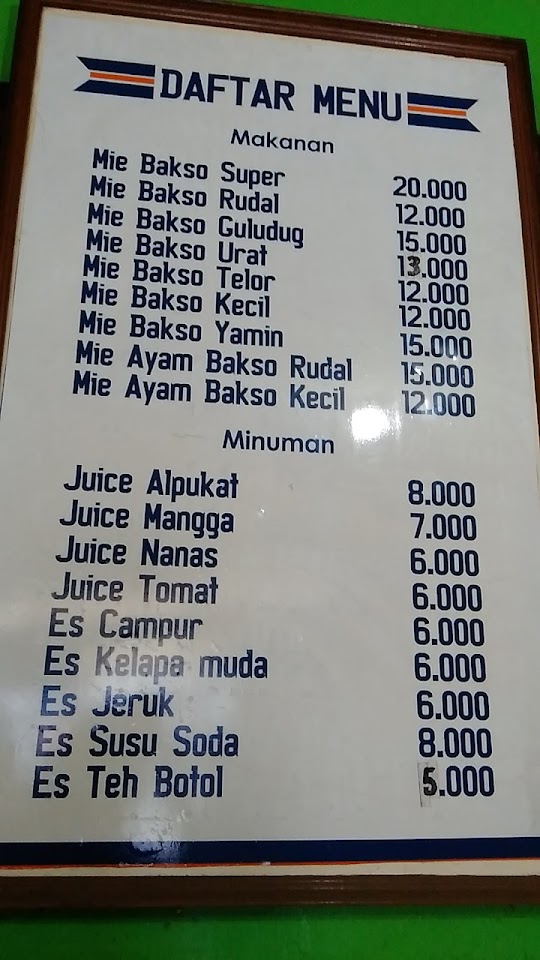 DAFTAR MENU
Makanan
Mie Bakso Super 20.000
Mie Bakso Rudal 12.000
Mie Bakso Guludug 15.000
Mie Bakso Urat 13.000
Mie Bakso Telor 12.000
Mie Bakso Kecil 12.000
Mie Bakso Yamin 15.000
Mie Ayam Bakso Rudal 15.000
Mie Ayam Bakso Kecil 12.000
Minuman
Juice Alpukat 8.000
Juice Mangga 7.000
Juice Nanas 6.000
Juice Tomat 6.000
Es Campur 6.000
Es Kelapa muda 6.000
Es Jeruk 6.000
Es Susu Soda 8.000
Es Teh Botol 5.000